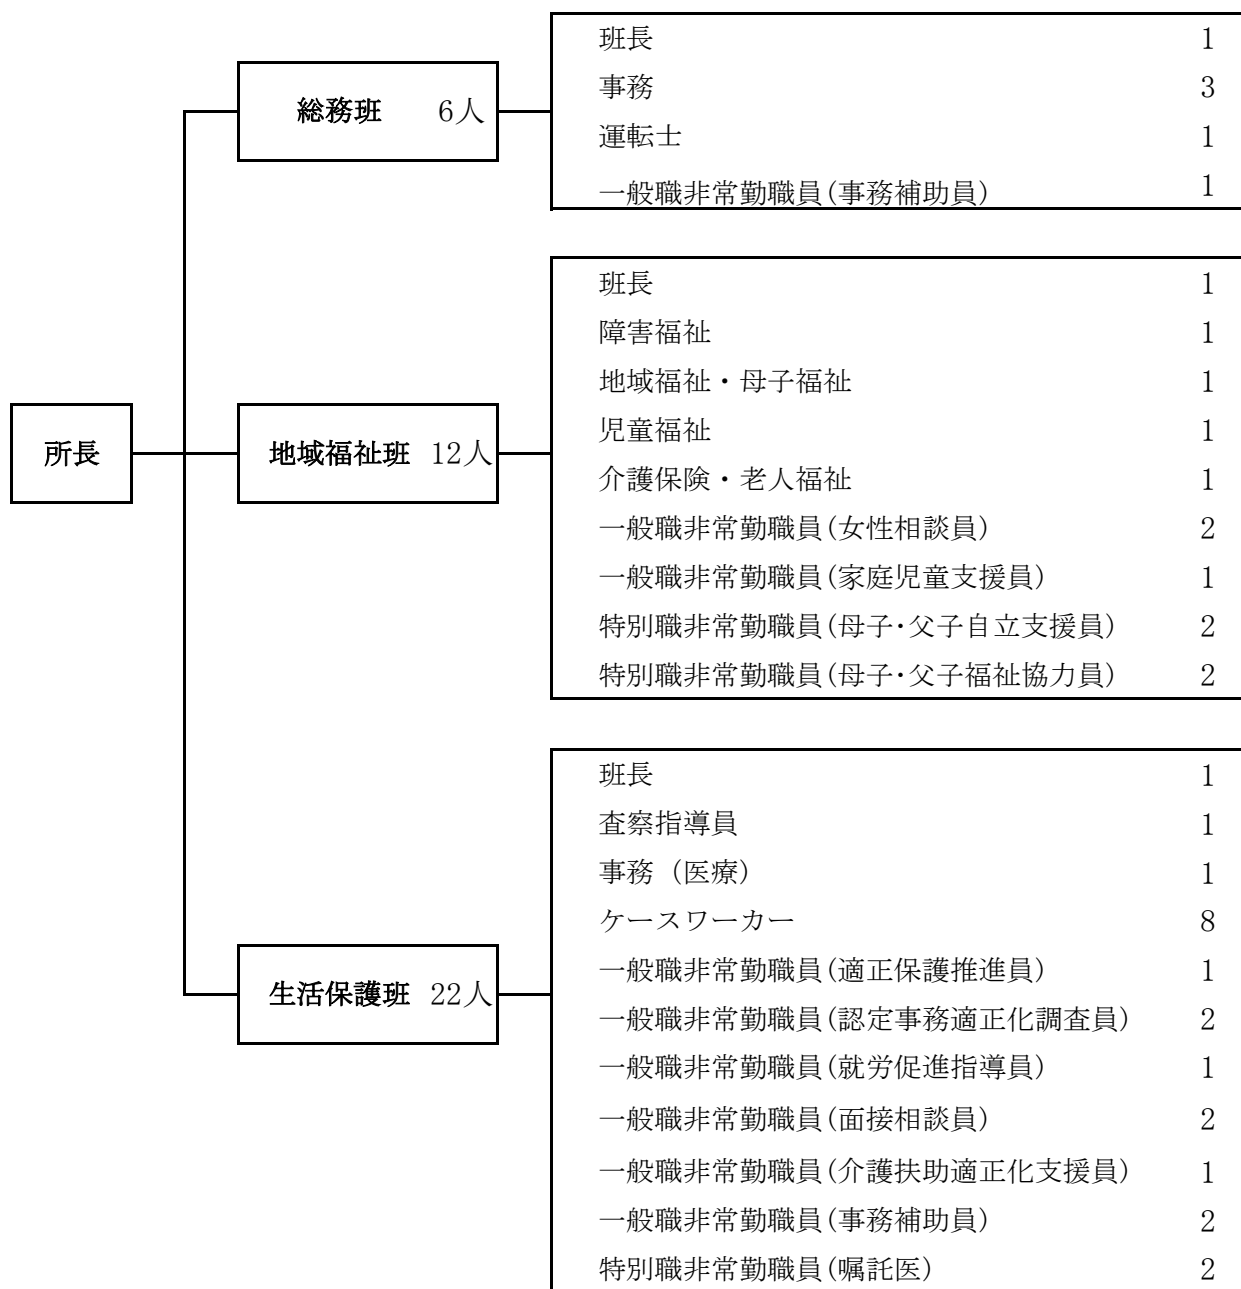 班長 1
事務 3
運転士 1
一般職非常勤職員(事務補助員) 1
総務班 6人
班長 1
障害福祉 1
地域福祉・母子福祉 1
児童福祉 1
介護保険・老人福祉 1
一般職非常勤職員(女性相談員) 2
一般職非常勤職員(家庭児童支援員) 1
特別職非常勤職員(母子・父子自立支援員) 2
特別職非常勤職員(母子・父子福祉協力員) 2
所長
地域福祉班 12人
班長 1
査察指導員 1
事務（医療） 1
ケースワーカー 8
一般職非常勤職員(適正保護推進員) 1
一般職非常勤職員(認定事務適正化調査員) 2
一般職非常勤職員(就労促進指導員) 1
一般職非常勤職員(面接相談員) 2
一般職非常勤職員(介護扶助適正化支援員) 1
一般職非常勤職員(事務補助員) 2
特別職非常勤職員(嘱託医) 2
生活保護班 22人